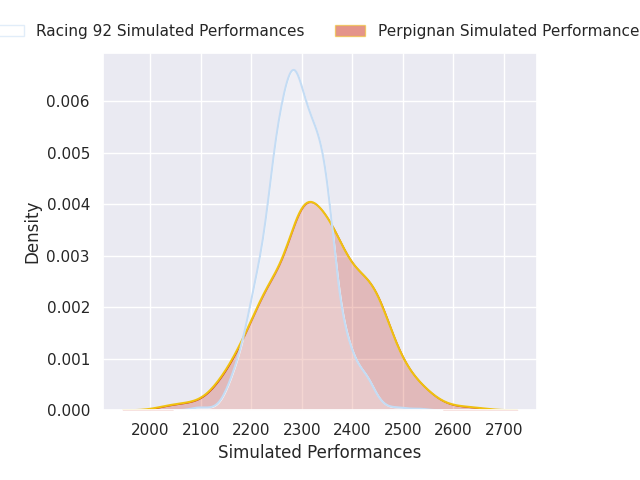 Racing 92 Simulated Performances
Perpignan Simulated Performance
0.006
0.005
0.004
0.003
0.002
0.001
0.000
Density
2000 2100 2200 2300 2400 2500 2600 2700
Simulated Performances